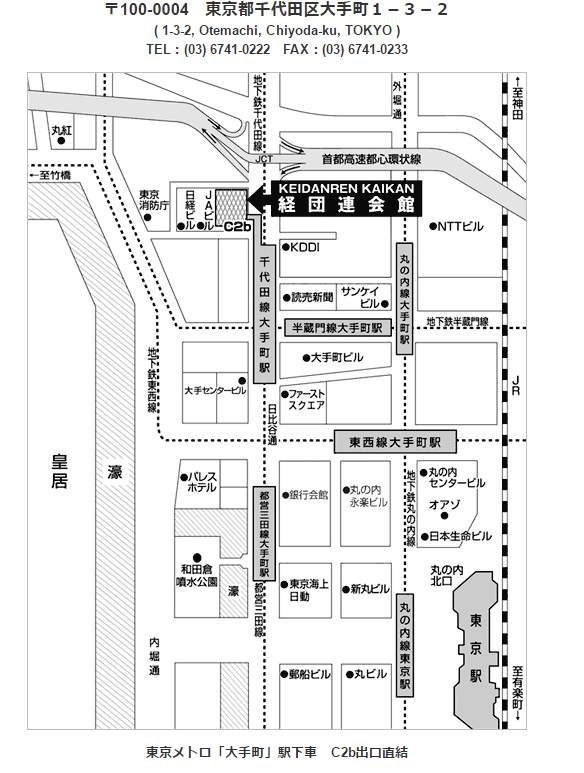 〒100-0004　東京都千代田区大手町１－３－２
( 1-3-2, Otemachi, Chiyoda-ku, TOKYO )
TEL：(03) 6741-0222　FAX：(03) 6741-0233
地下鉄千代田線
外堀通
→至神田
丸紅
JCT
首都高速都心環状線
←至竹橋
東京
消防庁
日経ビル
JAビル
C2b
KEIDANREN KAIKAN
経団連会館
NTTビル
KDDI
千代田線大手町駅
丸の内線大手町駅
読売新聞
サンケイ
ビル
半蔵門線大手町駅
地下鉄半蔵門線
地下鉄東西線
大手町ビル
大手センタービル
ファースト
スクエア
JR
日比谷通
東西線大手町駅
皇居
濠
パレス
ホテル
都営三田線大手町駅
銀行会館
丸の内
永楽ビル
地下鉄丸の内線
丸の内
センタービル
オアゾ
日本生命ビル
和田倉
噴水公園
濠
都営三田線
東京海上
日動
新丸ビル
丸の内線東京駅
丸の内
北口
東京駅
内堀通
郵船ビル
丸ビル
至有楽町→
東京メトロ「大手町」駅下車　C2b出口直結